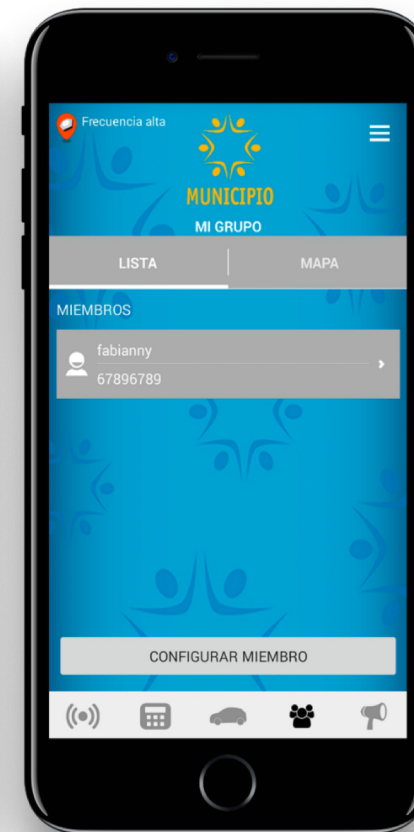 Frecuencia alta
MUNICIPIO
MI GRUPO
LISTA
MAPA
MIEMBROS
fabianny
67896789
CONFIGURAR MIEMBRO